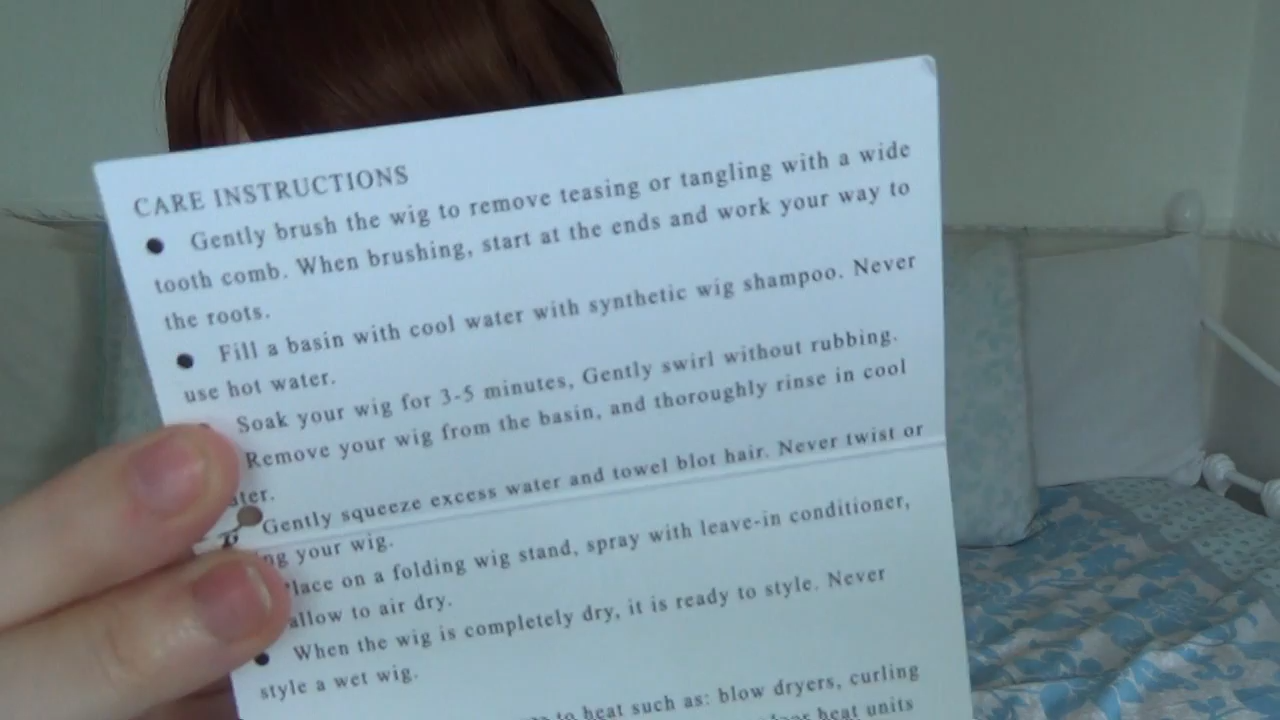 CARE INSTRUCTIONS
● Gently brush the wig to remove teasing or tangling with a wide
tooth comb. When brushing, start at the ends and work your way to
the roots.
● Fill a basin with cool water with synthetic wig shampoo. Never
use hot water.
Soak your wig for 3-5 minutes, Gently swirl without rubbing.
Remove your wig from the basin, and thoroughly rinse in cool
ater.
Gently squeeze excess water and towel blot hair. Never twist or
ng your wig.
lace on a folding wig stand, spray with leave-in conditioner,
allow to air dry.
● When the wig is completely dry, it is ready to style. Never
style a wet wig.
to heat such as: blow dryers, curling
heat units